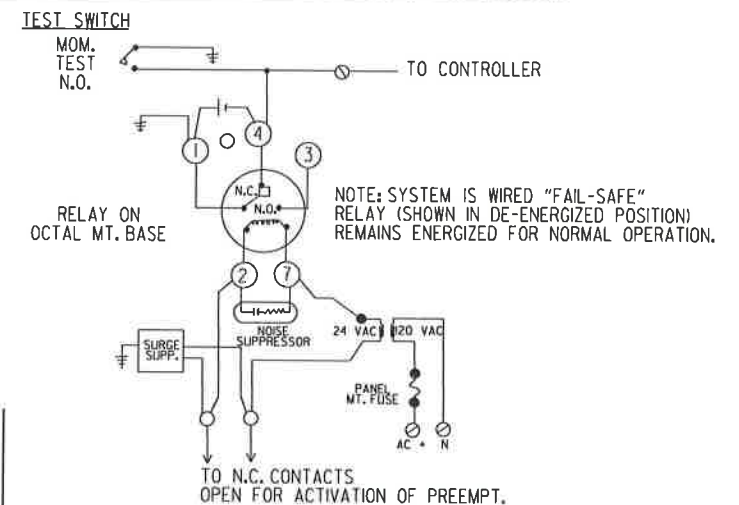 TEST SWITCH
MOM.
TEST
N.O.
TO CONTROLLER
1
4
3
N.C.
N.O.
RELAY ON
OCTAL MT. BASE
NOTE: SYSTEM IS WIRED "FAIL-SAFE"
RELAY (SHOWN IN DE-ENERGIZED POSITION)
REMAINS ENERGIZED FOR NORMAL OPERATION.
2
7
NOISE
SUPPRESSOR
24 VAC
120 VAC
SURGE
SUPP.
PANEL
MT. FUSE
AC +
N
TO N.C. CONTACTS
OPEN FOR ACTIVATION OF PREEMPT.